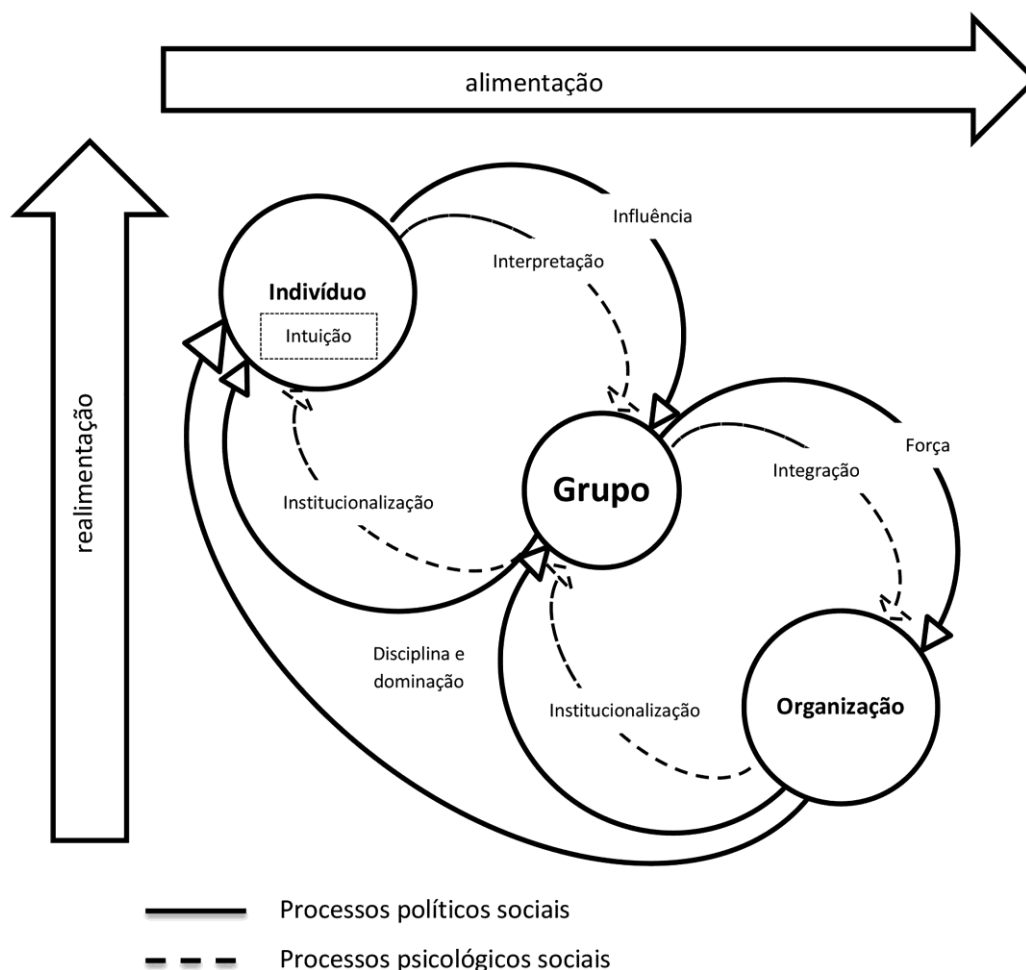 alimentação
realimentação
Influência
Interpretação
Indivíduo
Intuição
Força
Integração
Grupo
Institucionalização
Disciplina e
dominação
Institucionalização
Organização
Processos políticos sociais
Processos psicológicos sociais